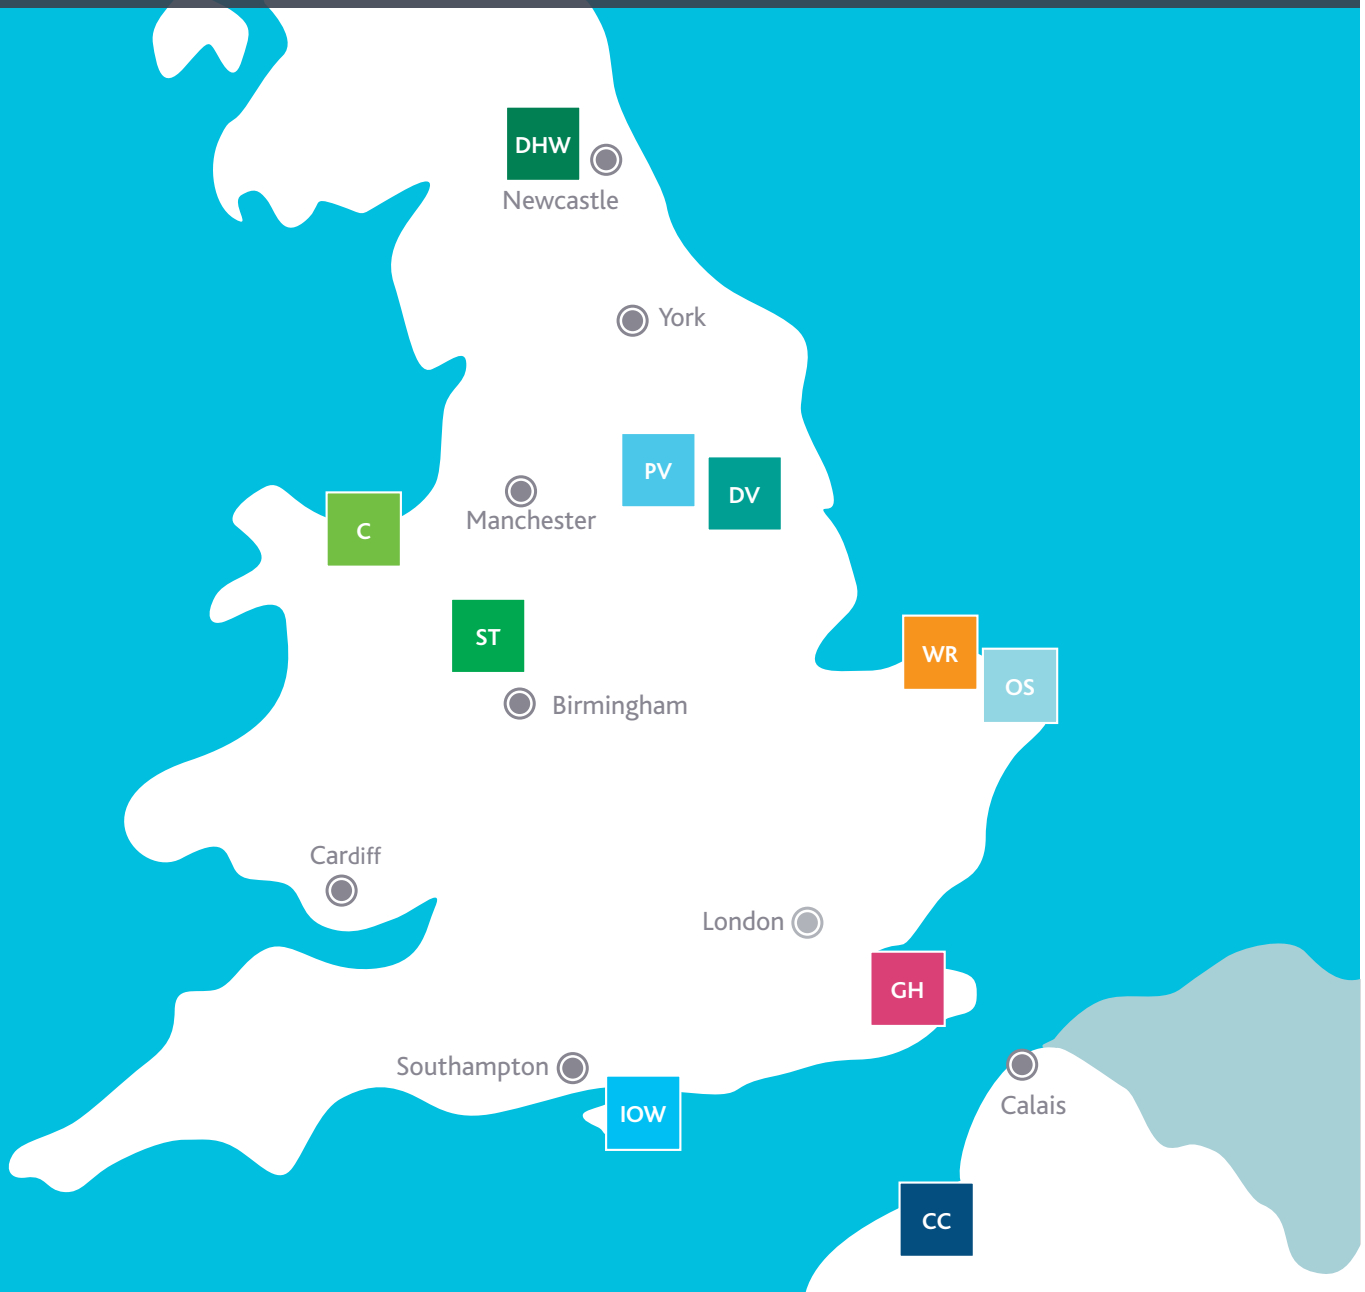 DHW
Newcastle
York
PV
DV
Manchester
C
ST
WR
OS
Birmingham
Cardiff
London
GH
Southampton
IOW
Calais
CC